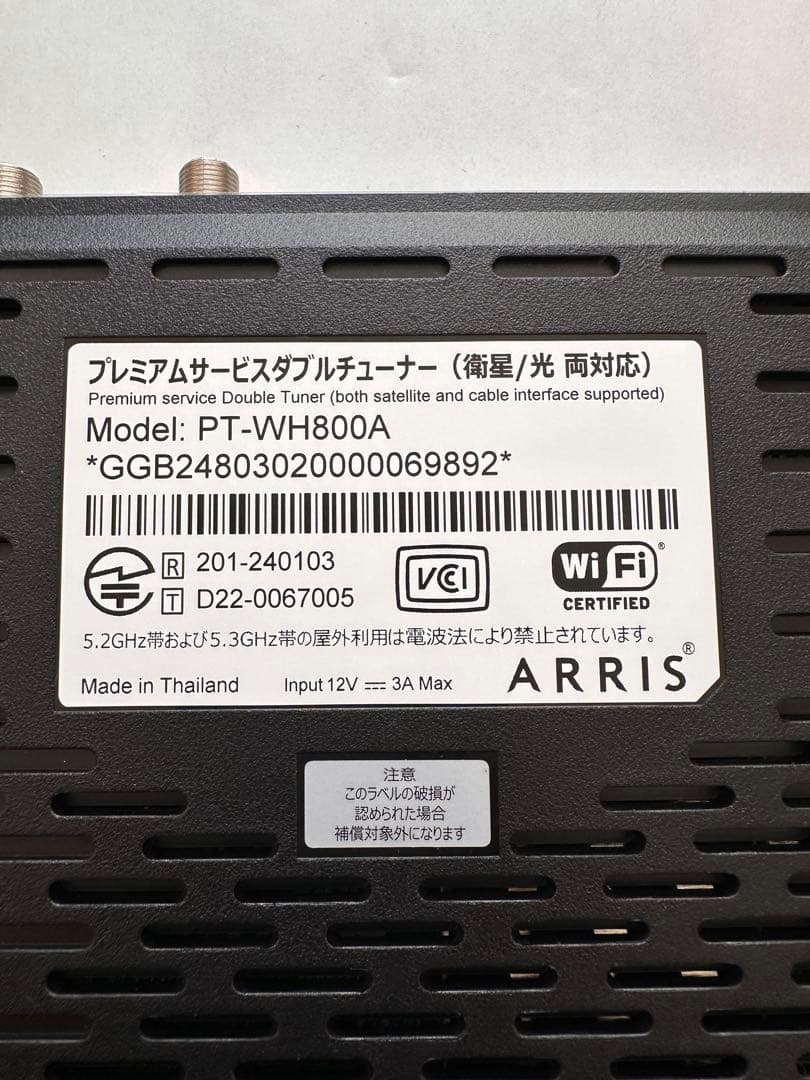 プレミアムサービスダブルチューナー（衛星/光 両対応）
Premium service Double Tuner (both satellite and cable interface supported)
Model: PT-WH800A
*GGB24803020000069892*
R 201-240103
T D22-0067005
VCCI
Wi Fi®
CERTIFIED
5.2GHz帯および5.3GHz帯の屋外利用は電波法により禁止されています。
Made in Thailand Input 12V ⎓ 3A Max ARRIS®
注意
このラベルの破損が
認められた場合
補償対象外になります